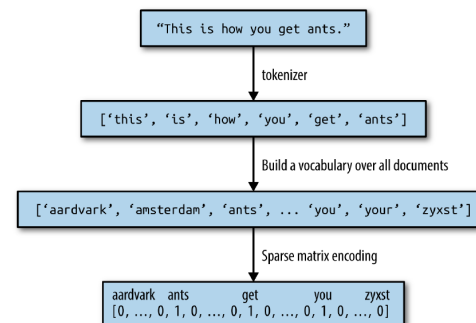 “This is how you get ants.”
tokenizer
[‘this’, ‘is’, ‘how’, ‘you’, ‘get’, ‘ants’]
Build a vocabulary over all documents
[‘aardvark’, ‘amsterdam’, ‘ants’, ... ‘you’, ‘your’, ‘zyxst’]
Sparse matrix encoding
aardvark ants get you zyxst
[0, ..., 0, 1, 0, ..., 0, 1, 0, ..., 0, 1, 0, ..., 0]